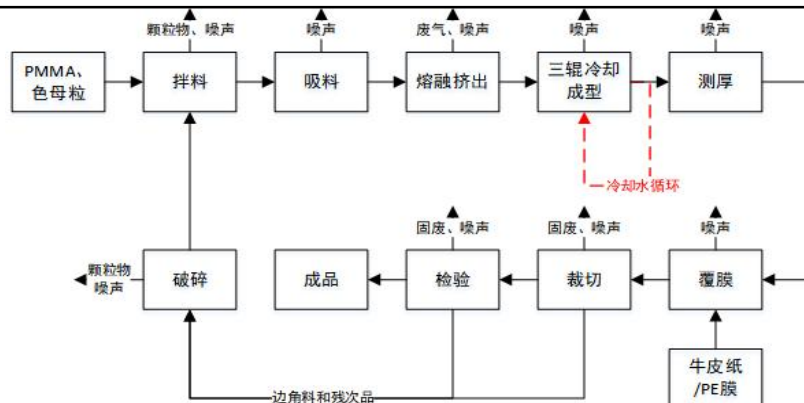 颗粒物、噪声
噪声
废气、噪声
噪声
噪声
PMMA、
色母粒
拌料
吸料
熔融挤出
三辊冷却
成型
测厚
冷却水循环
固废、噪声
固废、噪声
噪声
颗粒物
噪声
破碎
成品
检验
裁切
覆膜
边角料和残次品
牛皮纸
/PE膜